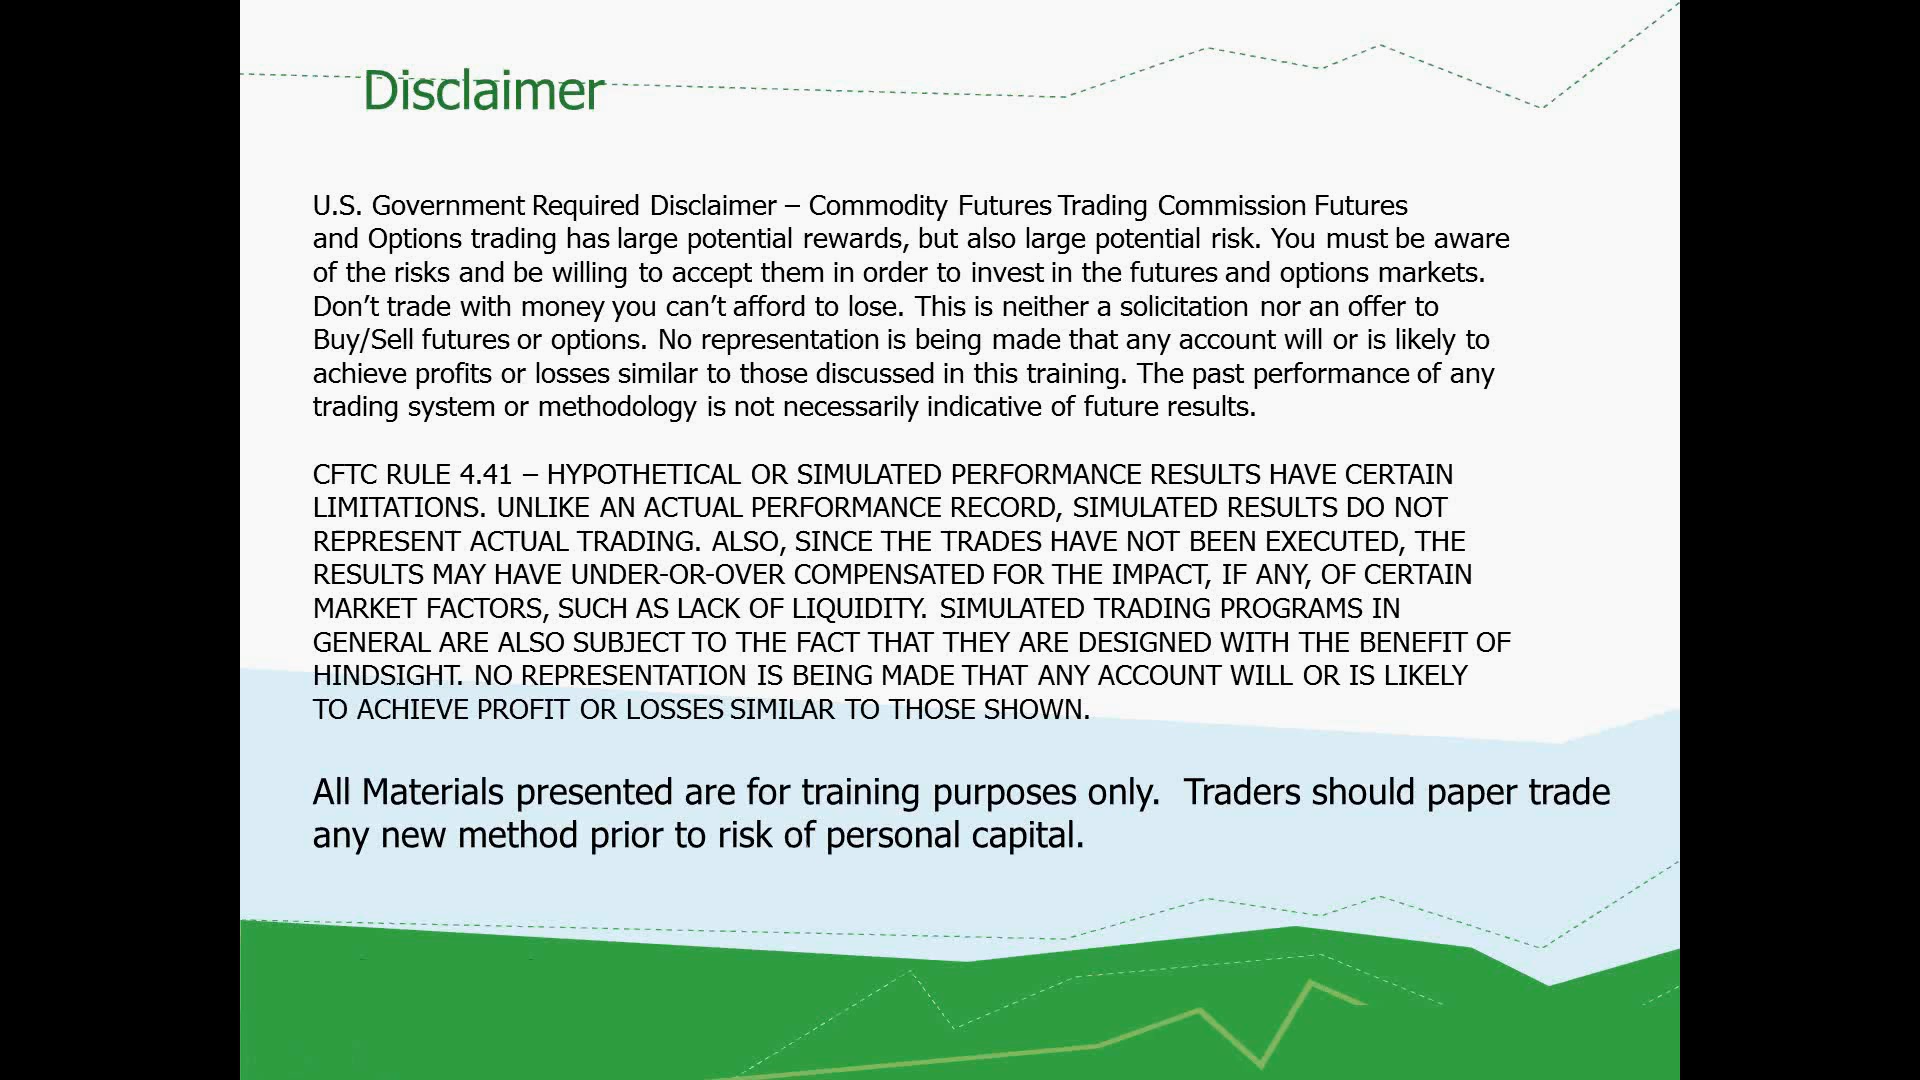 Disclaimer
U.S. Government Required Disclaimer – Commodity Futures Trading Commission Futures
and Options trading has large potential rewards, but also large potential risk. You must be aware
of the risks and be willing to accept them in order to invest in the futures and options markets.
Don’t trade with money you can’t afford to lose. This is neither a solicitation nor an offer to
Buy/Sell futures or options. No representation is being made that any account will or is likely to
achieve profits or losses similar to those discussed in this training. The past performance of any
trading system or methodology is not necessarily indicative of future results.
CFTC RULE 4.41 – HYPOTHETICAL OR SIMULATED PERFORMANCE RESULTS HAVE CERTAIN
LIMITATIONS. UNLIKE AN ACTUAL PERFORMANCE RECORD, SIMULATED RESULTS DO NOT
REPRESENT ACTUAL TRADING. ALSO, SINCE THE TRADES HAVE NOT BEEN EXECUTED, THE
RESULTS MAY HAVE UNDER-OR-OVER COMPENSATED FOR THE IMPACT, IF ANY, OF CERTAIN
MARKET FACTORS, SUCH AS LACK OF LIQUIDITY. SIMULATED TRADING PROGRAMS IN
GENERAL ARE ALSO SUBJECT TO THE FACT THAT THEY ARE DESIGNED WITH THE BENEFIT OF
HINDSIGHT. NO REPRESENTATION IS BEING MADE THAT ANY ACCOUNT WILL OR IS LIKELY
TO ACHIEVE PROFIT OR LOSSES SIMILAR TO THOSE SHOWN.
All Materials presented are for training purposes only.  Traders should paper trade
any new method prior to risk of personal capital.